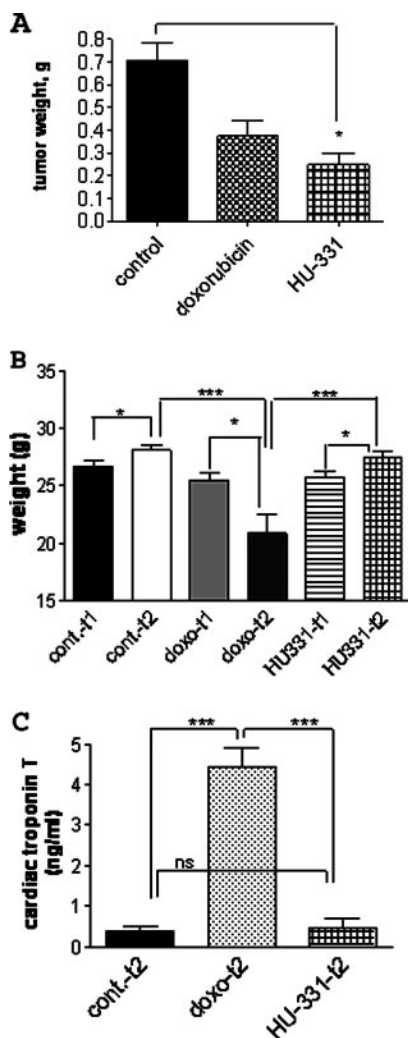 A
tumor weight, g
0.8
0.7
0.6
0.5
0.4
0.3
0.2
0.1
0.0
*
control
doxorubicin
HU-331
B
weight (g)
35
30
25
20
15
*
***
*
***
*
cont.-t1
cont.-t2
doxo-t1
doxo-t2
HU331-t1
HU331-t2
C
cardiac troponin T
(ng/ml)
5
4
3
2
1
0
***
***
ns
cont.-t2
doxo-t2
HU-331-t2